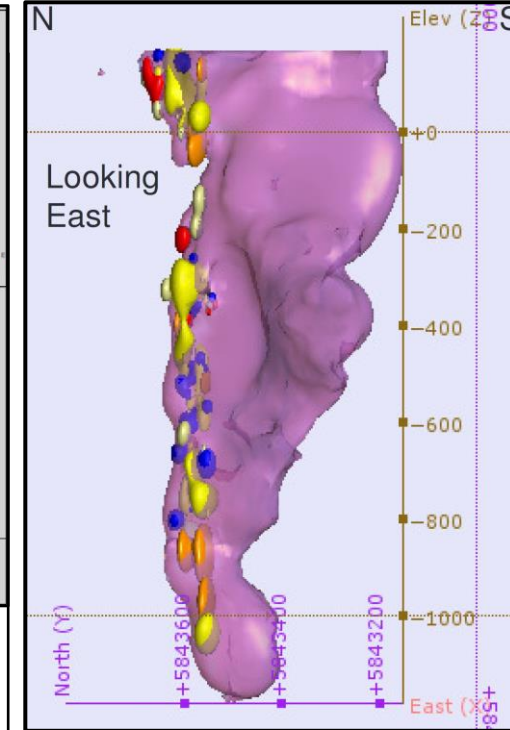 N
Elev (Z)
S
Looking
East
+0
−200
−400
−600
−800
−1000
North (Y)
+5843600
+5843400
+5843200
East (X)